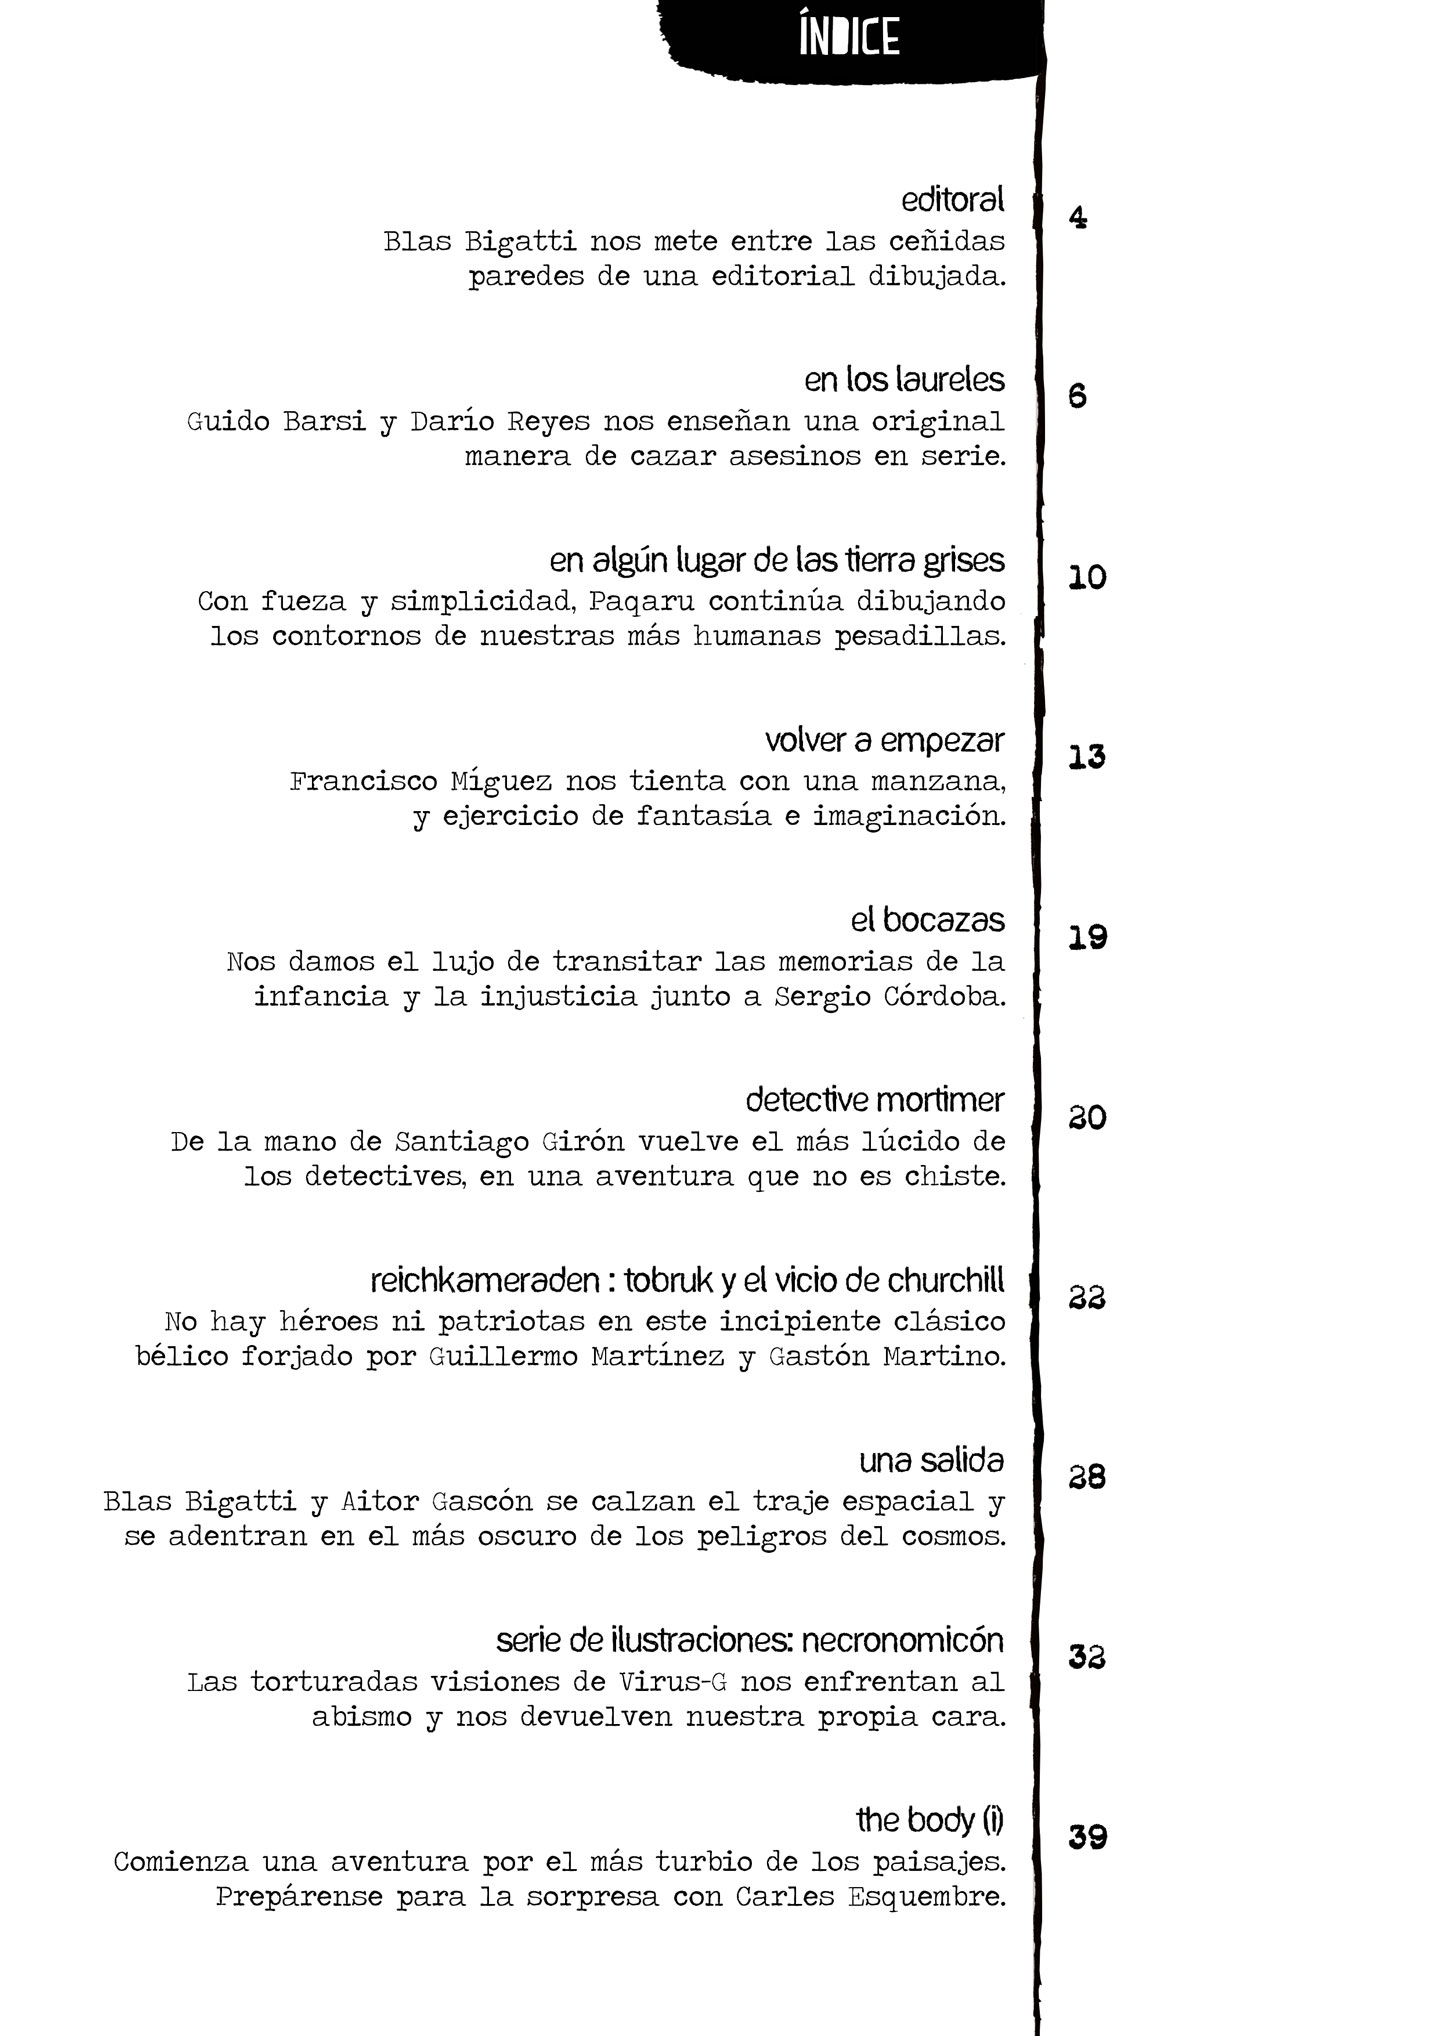 ÍNDICE
editoral
4
Blas Bigatti nos mete entre las ceñidas
paredes de una editorial dibujada.
en los laureles
6
Guido Barsi y Darío Reyes nos enseñan una original
manera de cazar asesinos en serie.
en algún lugar de las tierra grises
10
Con fueza y simplicidad, Paqaru continúa dibujando
los contornos de nuestras más humanas pesadillas.
volver a empezar
13
Francisco Míguez nos tienta con una manzana,
y ejercicio de fantasía e imaginación.
el bocazas
19
Nos damos el lujo de transitar las memorias de la
infancia y la injusticia junto a Sergio Córdoba.
detective mortimer
20
De la mano de Santiago Girón vuelve el más lúcido de
los detectives, en una aventura que no es chiste.
reichkameraden : tobruk y el vicio de churchill
22
No hay héroes ni patriotas en este incipiente clásico
bélico forjado por Guillermo Martínez y Gastón Martino.
una salida
28
Blas Bigatti y Aitor Gascón se calzan el traje espacial y
se adentran en el más oscuro de los peligros del cosmos.
serie de ilustraciones: necronomicón
32
Las torturadas visiones de Virus-G nos enfrentan al
abismo y nos devuelven nuestra propia cara.
the body (i)
39
Comienza una aventura por el más turbio de los paisajes.
Prepárense para la sorpresa con Carles Esquembre.